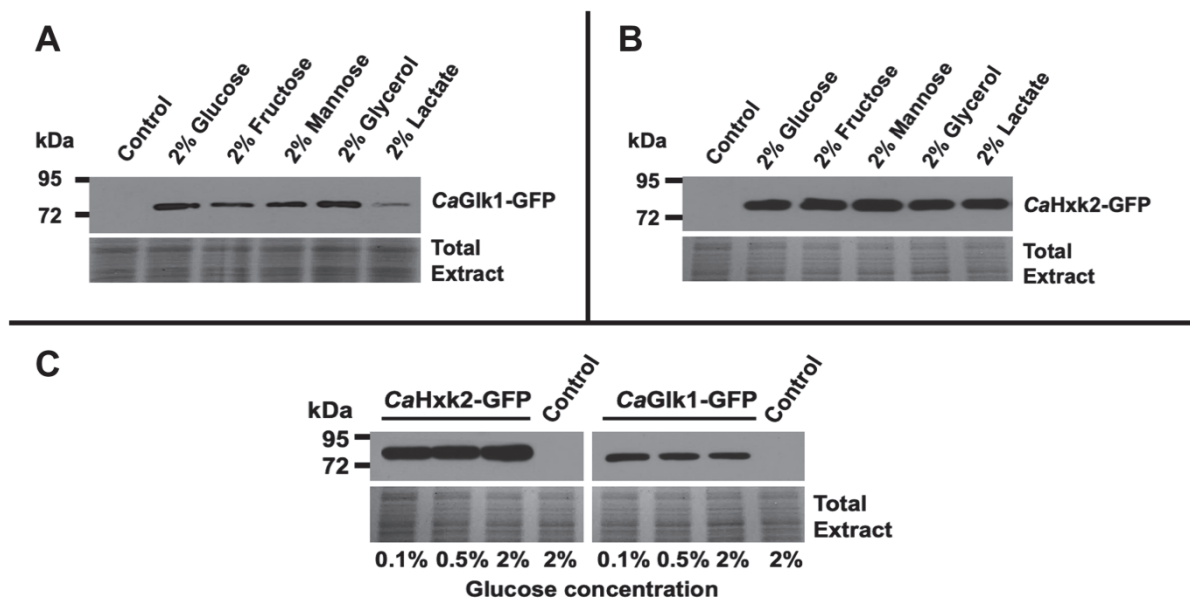 A
Control
2% Glucose
2% Fructose
2% Mannose
2% Glycerol
2% Lactate
kDa
95
72
CaGlk1-GFP
Total
Extract
B
Control
2% Glucose
2% Fructose
2% Mannose
2% Glycerol
2% Lactate
kDa
95
72
CaHxk2-GFP
Total
Extract
C
kDa
CaHxk2-GFP
Control
CaGlk1-GFP
Control
95
72
Total
Extract
0.1% 0.5% 2% 2% 0.1% 0.5% 2% 2%
Glucose concentration